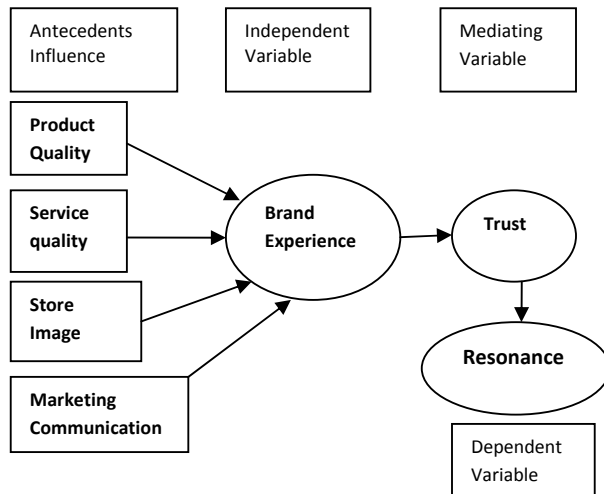 Antecedents
Influence
Independent
Variable
Mediating
Variable
Product
Quality
Service
quality
Store
Image
Marketing
Communication
Brand
Experience
Trust
Resonance
Dependent
Variable